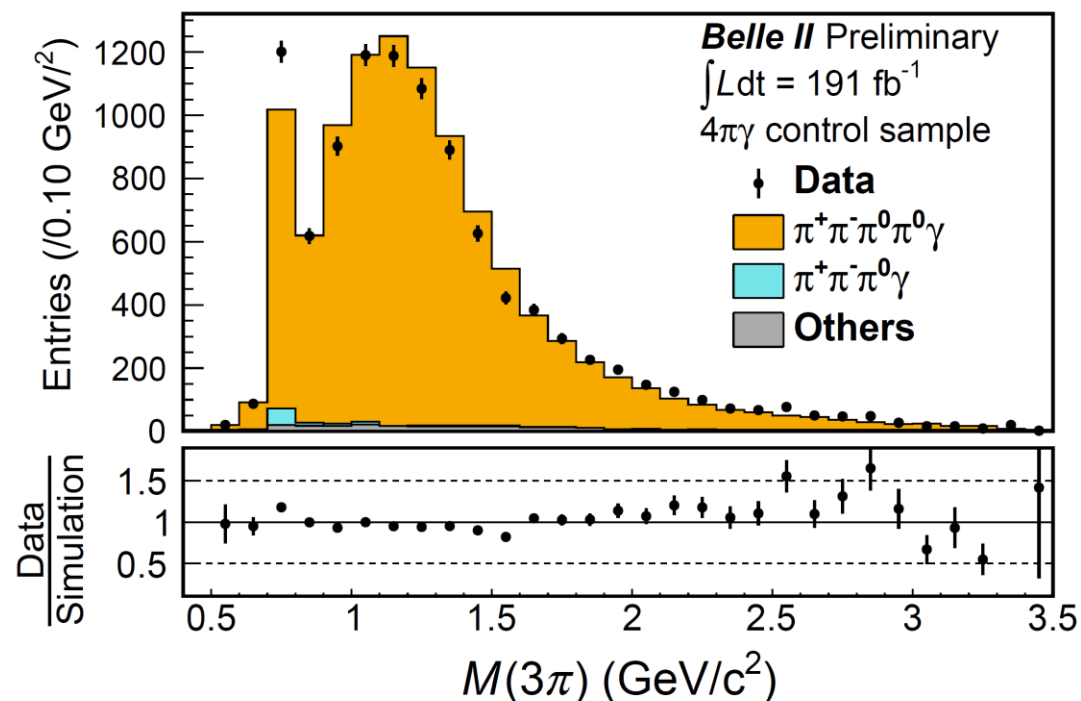 Entries (/0.10 GeV/²)
1200
1000
800
600
400
200
0
Belle II Preliminary
∫Ldt = 191 fb⁻¹
4πγ control sample
Data
π⁺π⁻π⁰π⁰γ
π⁺π⁻π⁰γ
Others
Data
Simulation
1.5
1
0.5
0.5 1 1.5 2 2.5 3 3.5
M(3π) (GeV/c²)